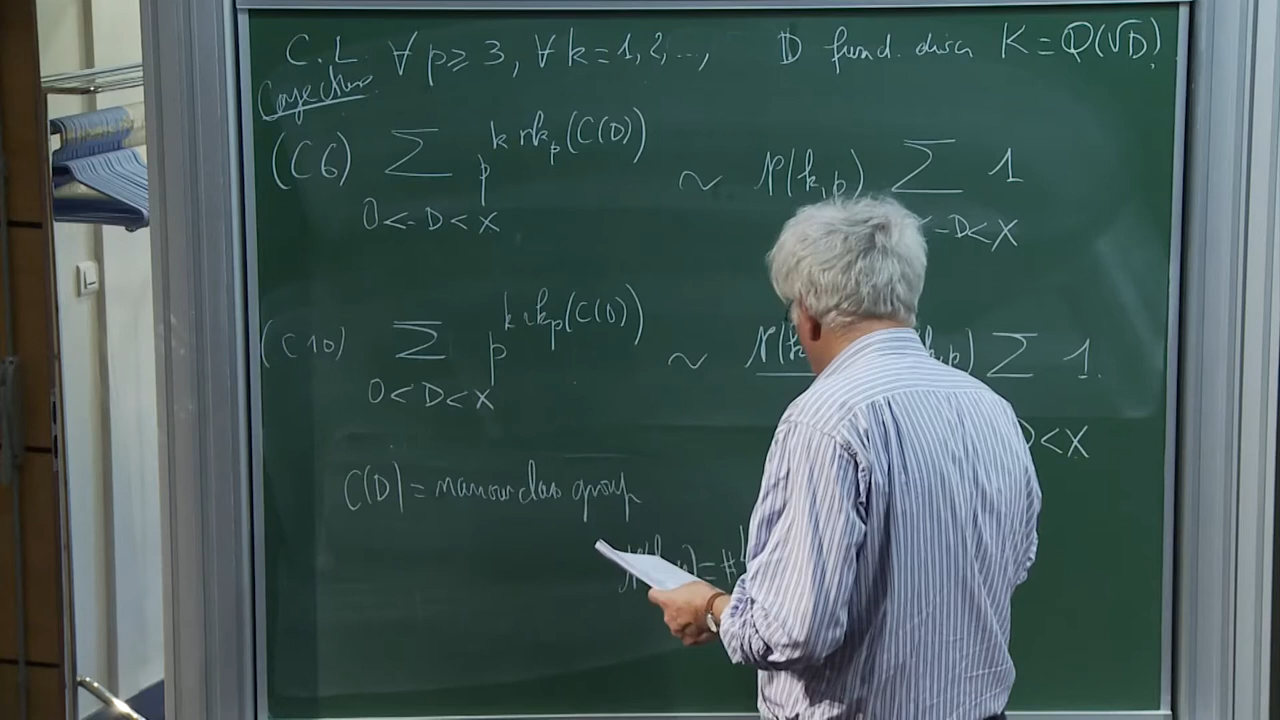 C.L. ∀ p ≥ 3, ∀ k = 1, 2, ..., D fund. disc K = Q(√D)
Conjecture
(C6) ∑ p^{k rk_p(C(D))} ~ N(k,p) ∑ 1
0 < -D < X -D < X
(C10) ∑ p^{k rk_p(C(D))} ~ ∑ 1.
0 < D < X D < X
C(D) = narrow class group
= #